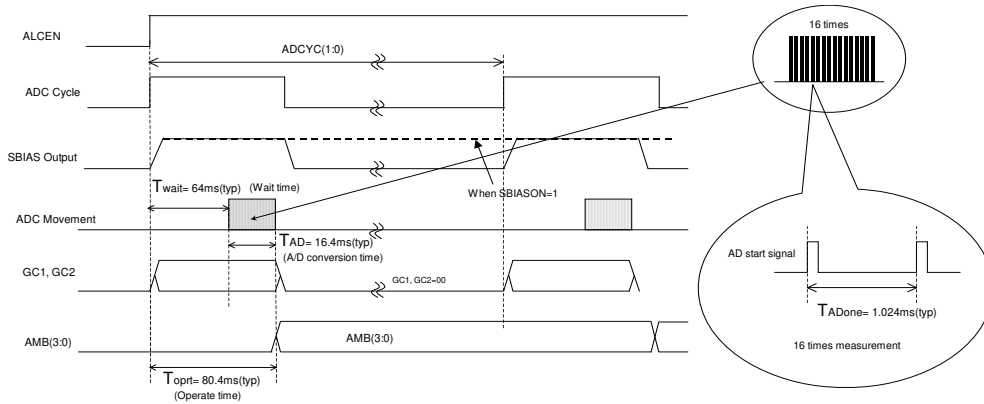 ALCEN
ADCYC(1:0)
ADC Cycle
SBIAS Output
When SBIASON=1
Twait= 64ms(typ) (Wait time)
ADC Movement
TAD= 16.4ms(typ)
(A/D conversion time)
GC1, GC2
GC1, GC2=00
AMB(3:0)
AMB(3:0)
Toprt= 80.4ms(typ)
(Operate time)
16 times
AD start signal
TADone= 1.024ms(typ)
16 times measurement